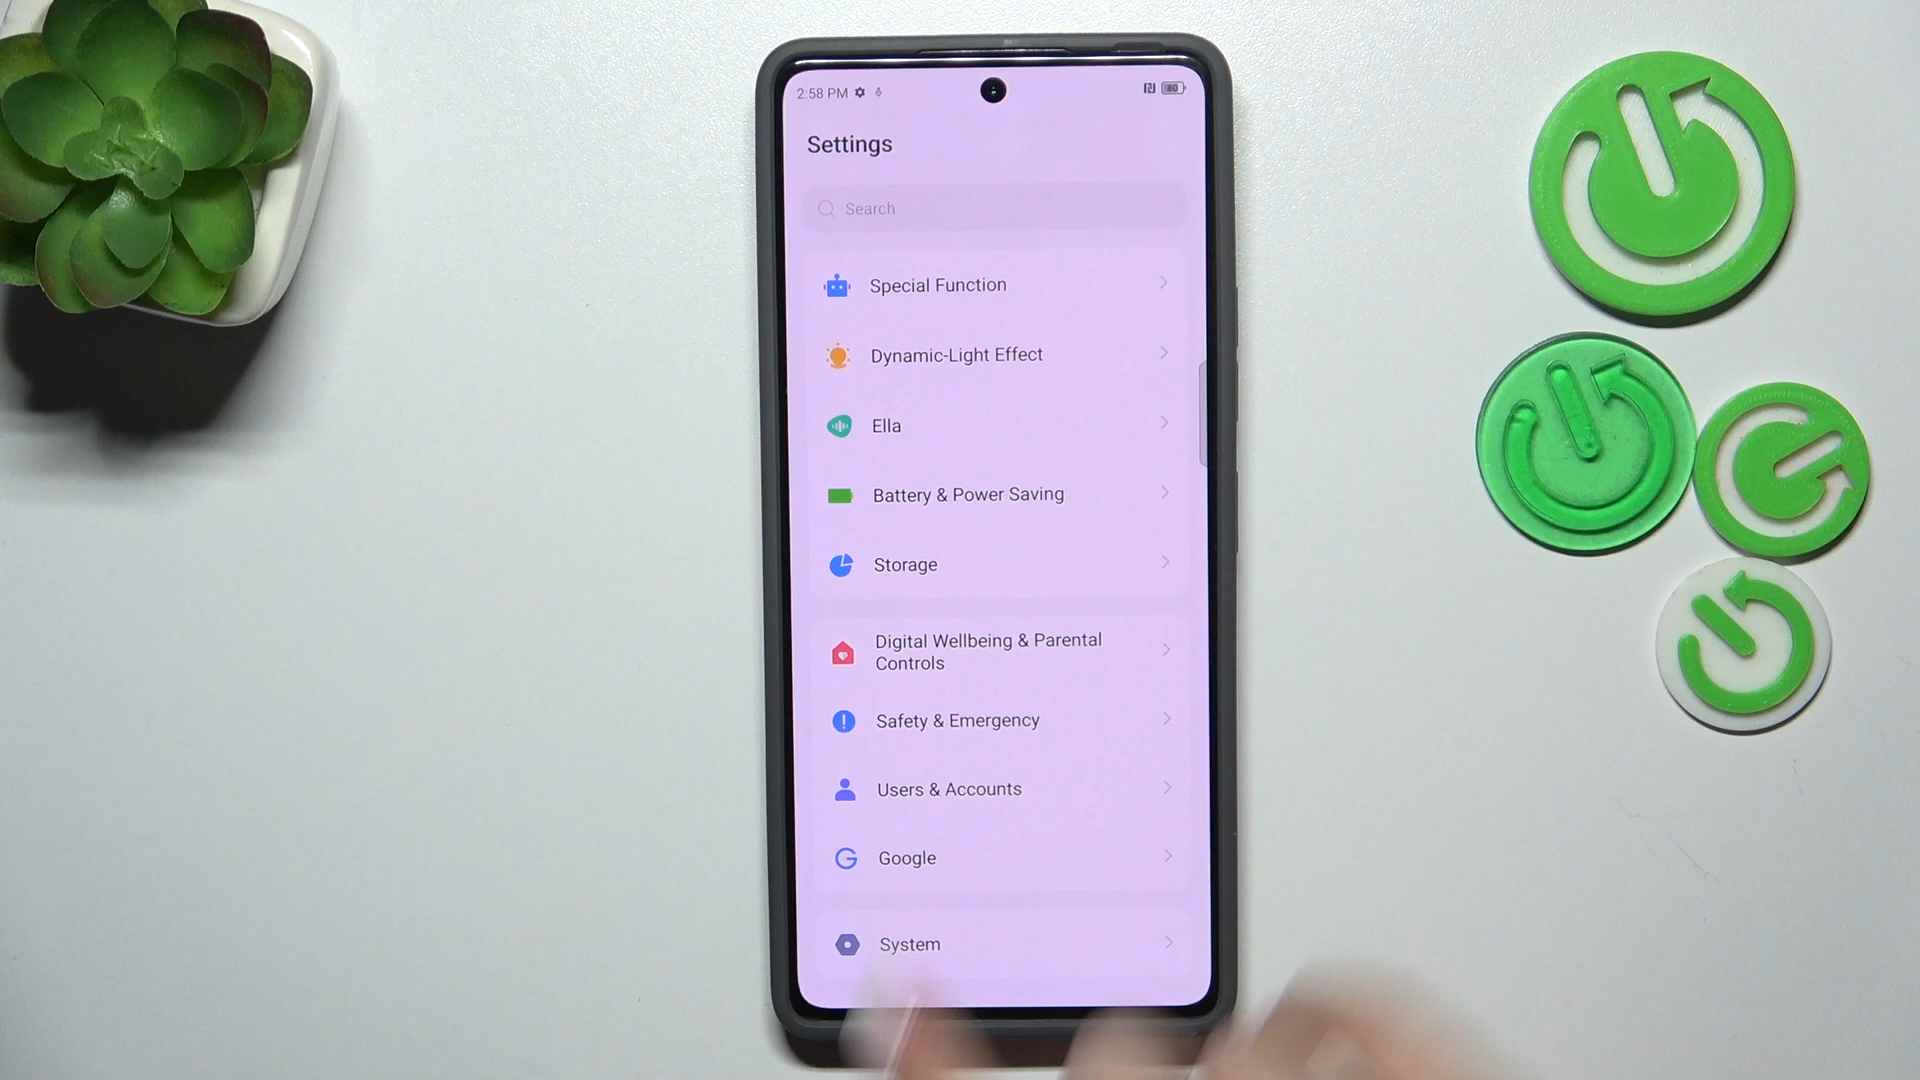 2:58 PM
80
Settings
Search
Special Function
Dynamic-Light Effect
Ella
Battery & Power Saving
Storage
Digital Wellbeing & Parental
Controls
Safety & Emergency
Users & Accounts
Google
System